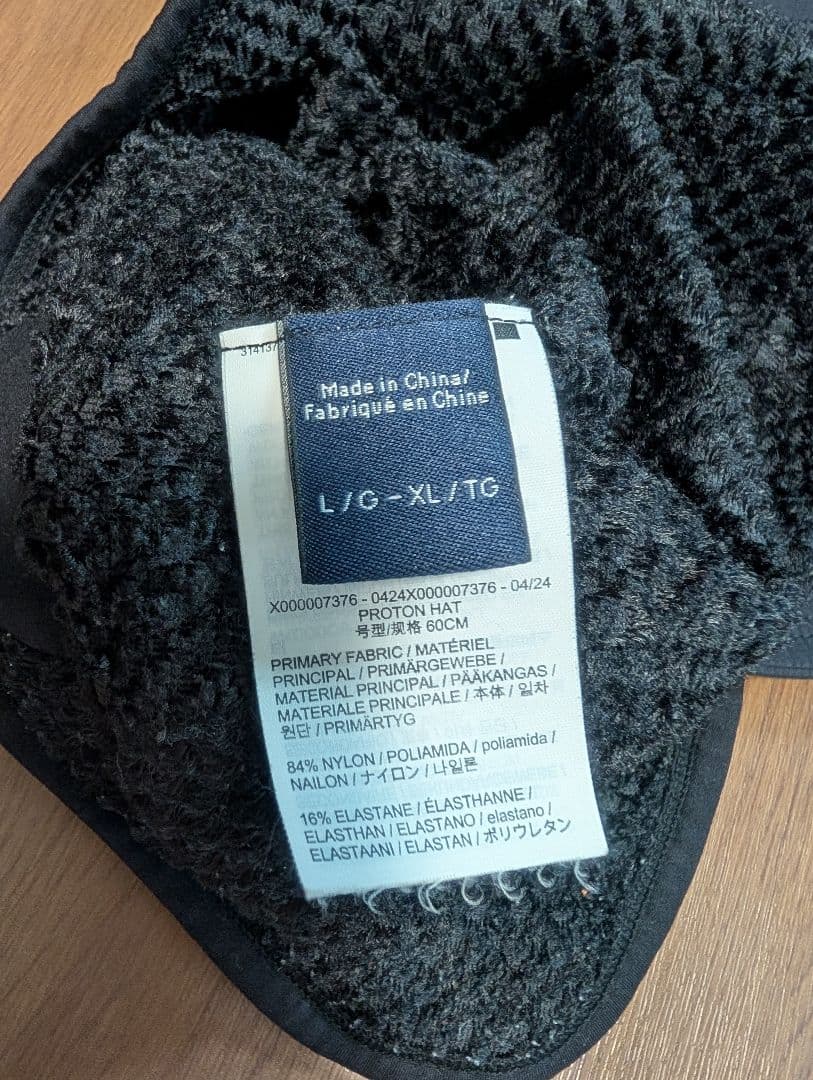 314137
Made in China/
Fabriqué en Chine
L/G-XL/TG
X000007376 - 0424X000007376 - 04/24
PROTON HAT
号型/规格 60CM
PRIMARY FABRIC / MATÉRIEL
PRINCIPAL / PRIMÄRGEWEBE /
MATERIAL PRINCIPAL / PÄÄKANGAS /
MATERIALE PRINCIPALE / 本体 / 일차
원단 / PRIMÄRTYG
84% NYLON / POLIAMIDA / poliamida /
NAILON / ナイロン / 나일론
16% ELASTANE / ÉLASTHANNE /
ELASTHAN / ELASTANO / elastano /
ELASTAANI / ELASTAN / ポリウレタン